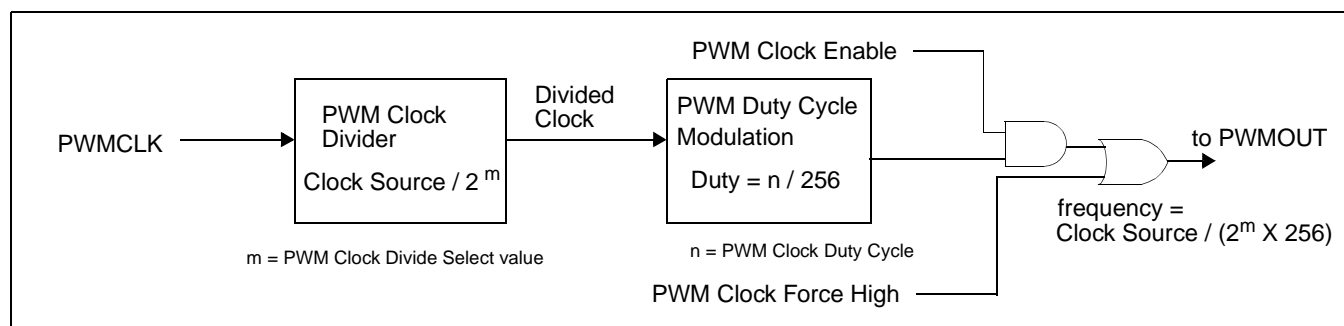 PWM Clock Enable
PWMCLK
PWM Clock
Divider
Clock Source / 2 m
Divided
Clock
PWM Duty Cycle
Modulation
Duty = n / 256
to PWMOUT
frequency =
Clock Source / (2m X 256)
m = PWM Clock Divide Select value
n = PWM Clock Duty Cycle
PWM Clock Force High